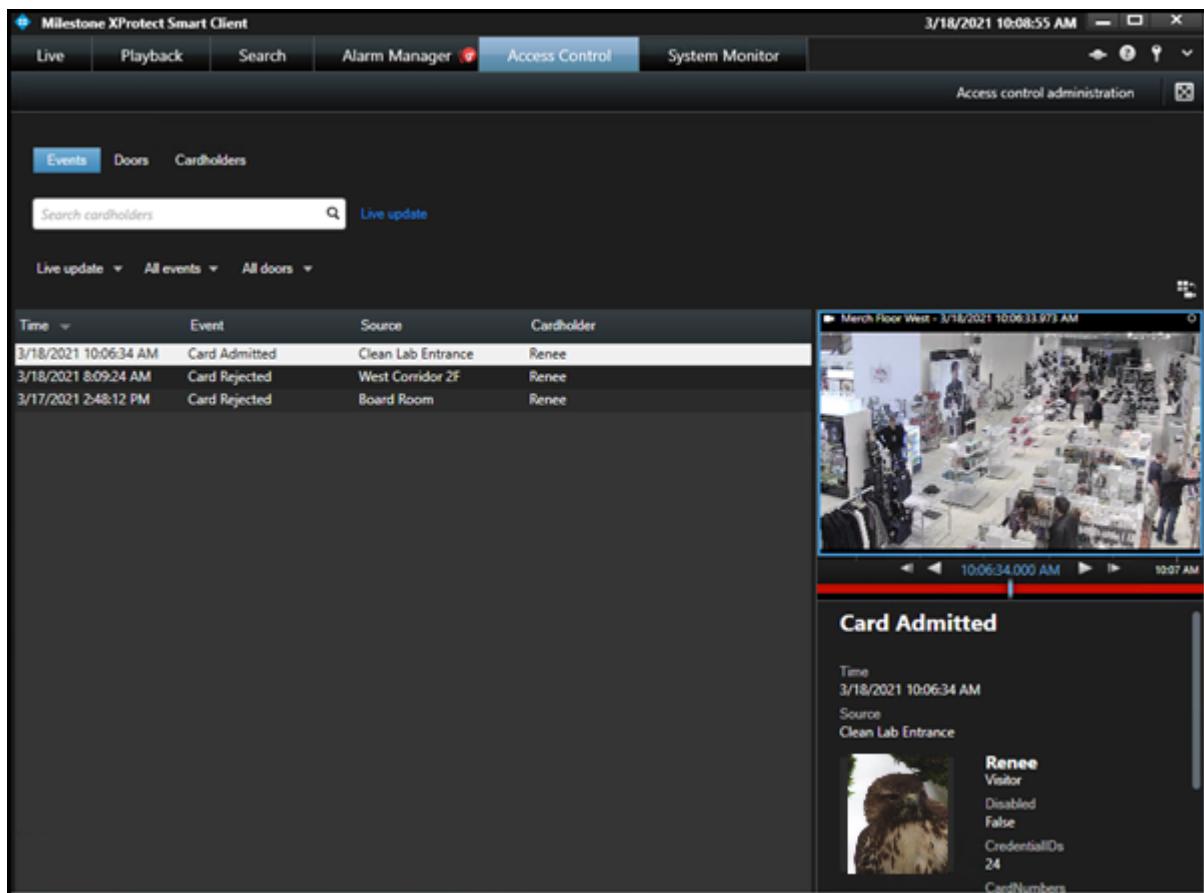 Milestone XProtect Smart Client
3/18/2021 10:08:55 AM
Live Playback Search Alarm Manager Access Control System Monitor
Access control administration
Events Doors Cardholders
Search cardholders Live update
Live update All events All doors
Time Event Source Cardholder
3/18/2021 10:06:34 AM Card Admitted Clean Lab Entrance Renee
3/18/2021 8:09:24 AM Card Rejected West Corridor 2F Renee
3/17/2021 2:48:12 PM Card Rejected Board Room Renee
Merch Floor West - 3/18/2021 10:06:33.973 AM
10:06:34.000 AM 10:07 AM
Card Admitted
Time
3/18/2021 10:06:34 AM
Source
Clean Lab Entrance
Renee
Visitor
Disabled
False
CredentialIDs
24
CardNumbers